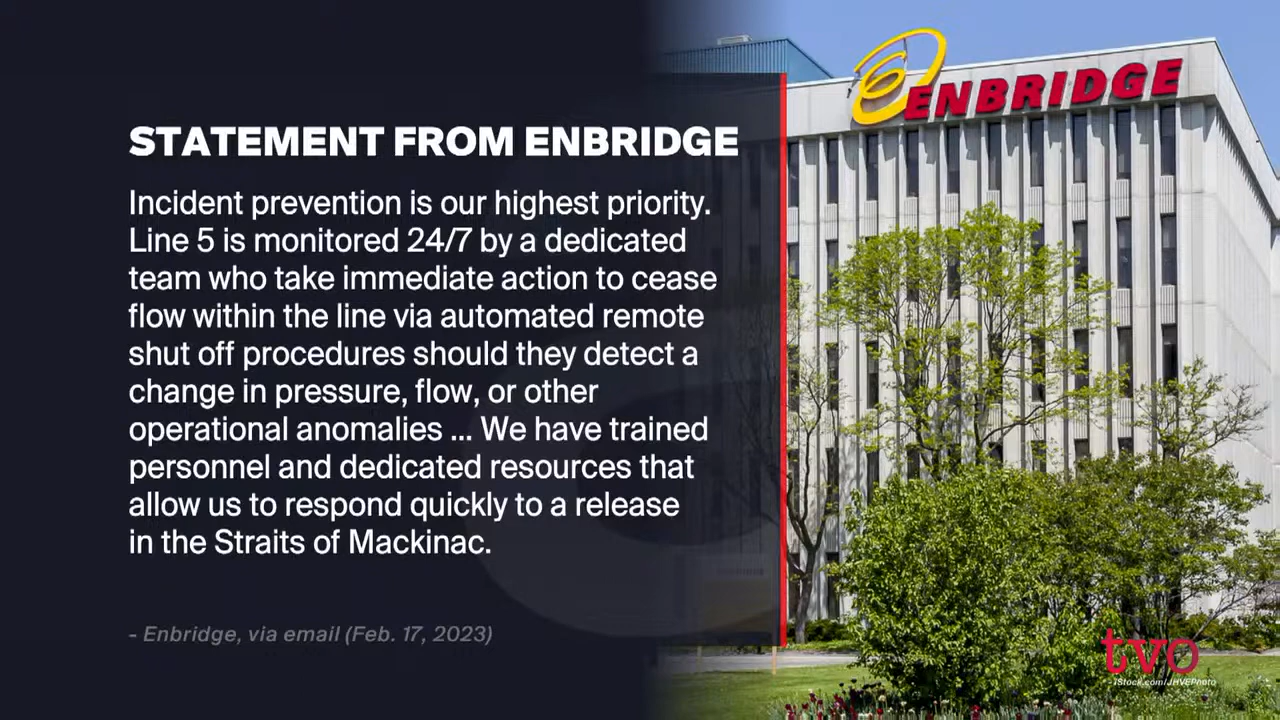 ENBRIDGE
STATEMENT FROM ENBRIDGE
Incident prevention is our highest priority.
Line 5 is monitored 24/7 by a dedicated
team who take immediate action to cease
flow within the line via automated remote
shut off procedures should they detect a
change in pressure, flow, or other
operational anomalies ... We have trained
personnel and dedicated resources that
allow us to respond quickly to a release
in the Straits of Mackinac.
- Enbridge, via email (Feb. 17, 2023)
tvo
iStock.com/JHVEPhoto